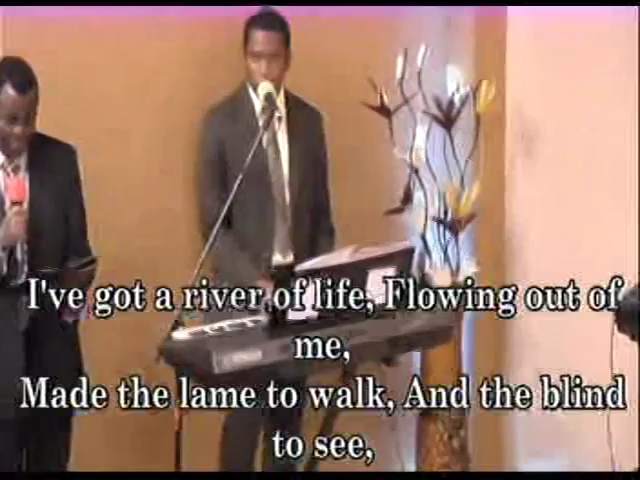 I've got a river of life, Flowing out of
me,
Made the lame to walk, And the blind
to see,